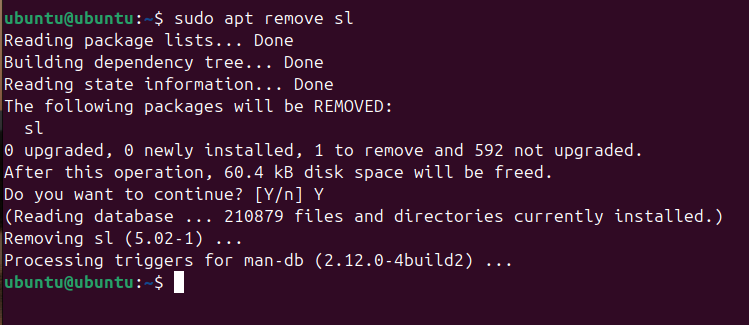 ubuntu@ubuntu:~$ sudo apt remove sl
Reading package lists... Done
Building dependency tree... Done
Reading state information... Done
The following packages will be REMOVED:
  sl
0 upgraded, 0 newly installed, 1 to remove and 592 not upgraded.
After this operation, 60.4 kB disk space will be freed.
Do you want to continue? [Y/n] Y
(Reading database ... 210879 files and directories currently installed.)
Removing sl (5.02-1) ...
Processing triggers for man-db (2.12.0-4build2) ...
ubuntu@ubuntu:~$